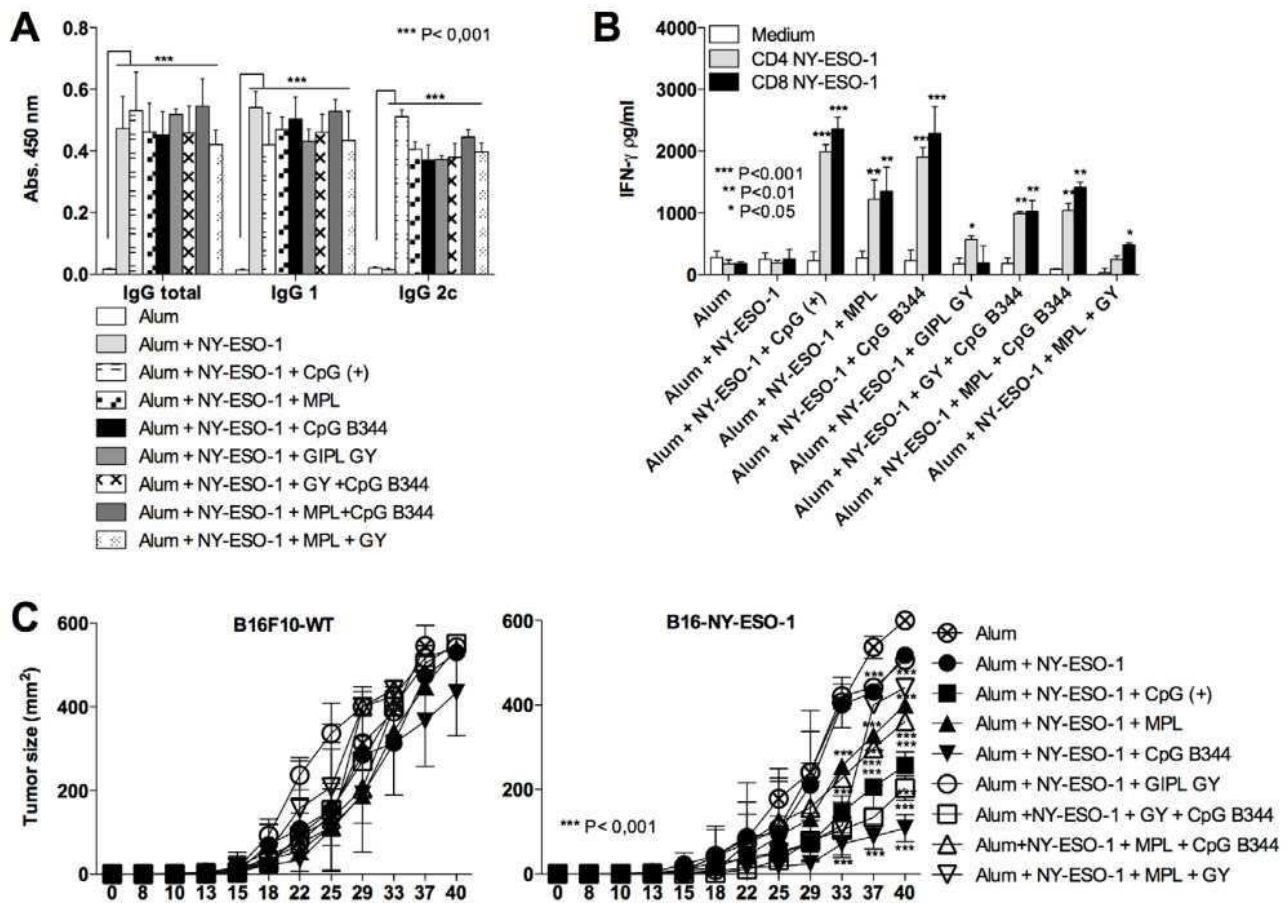 A
Abs. 450 nm
0.8
0.6
0.4
0.2
0.0
*** P< 0,001
***
***
***
IgG total
IgG 1
IgG 2c
Alum
Alum + NY-ESO-1
Alum + NY-ESO-1 + CpG (+)
Alum + NY-ESO-1 + MPL
Alum + NY-ESO-1 + CpG B344
Alum + NY-ESO-1 + GIPL GY
Alum + NY-ESO-1 + GY +CpG B344
Alum + NY-ESO-1 + MPL+CpG B344
Alum + NY-ESO-1 + MPL + GY
B
IFN-γ ρg/ml
4000
3000
2000
1000
0
Medium
CD4 NY-ESO-1
CD8 NY-ESO-1
*** P<0.001
** P<0.01
* P<0.05
*** ***
** **
*** ***
*
** **
** **
*
Alum
Alum + NY-ESO-1
Alum + NY-ESO-1 + CpG (+)
Alum + NY-ESO-1 + MPL
Alum + NY-ESO-1 + CpG B344
Alum + NY-ESO-1 + GIPL GY
Alum + NY-ESO-1 + GY + CpG B344
Alum + NY-ESO-1 + MPL + CpG B344
Alum + NY-ESO-1 + MPL + GY
C
Tumor size (mm²)
B16F10-WT
600
400
200
0
0 8 10 13 15 18 22 25 29 33 37 40
B16-NY-ESO-1
600
400
200
0
*** P< 0,001
0 8 10 13 15 18 22 25 29 33 37 40
Alum
Alum + NY-ESO-1
Alum + NY-ESO-1 + CpG (+)
Alum + NY-ESO-1 + MPL
Alum + NY-ESO-1 + CpG B344
Alum + NY-ESO-1 + GIPL GY
Alum +NY-ESO-1 + GY + CpG B344
Alum+NY-ESO-1 + MPL + CpG B344
Alum + NY-ESO-1 + MPL + GY